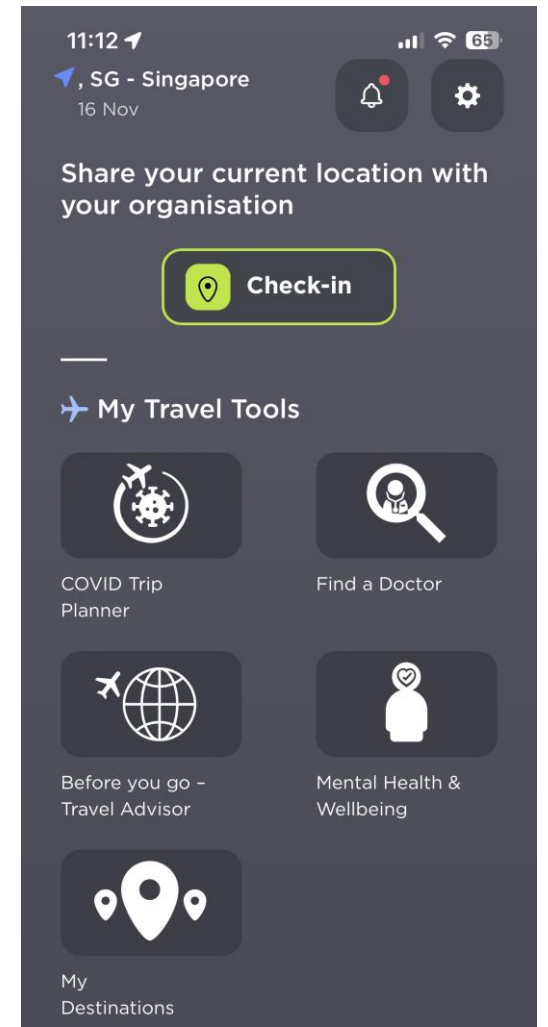 11:12
65
, SG - Singapore
16 Nov
Share your current location with
your organisation
Check-in
My Travel Tools
COVID Trip
Planner
Find a Doctor
Before you go –
Travel Advisor
Mental Health &
Wellbeing
My
Destinations